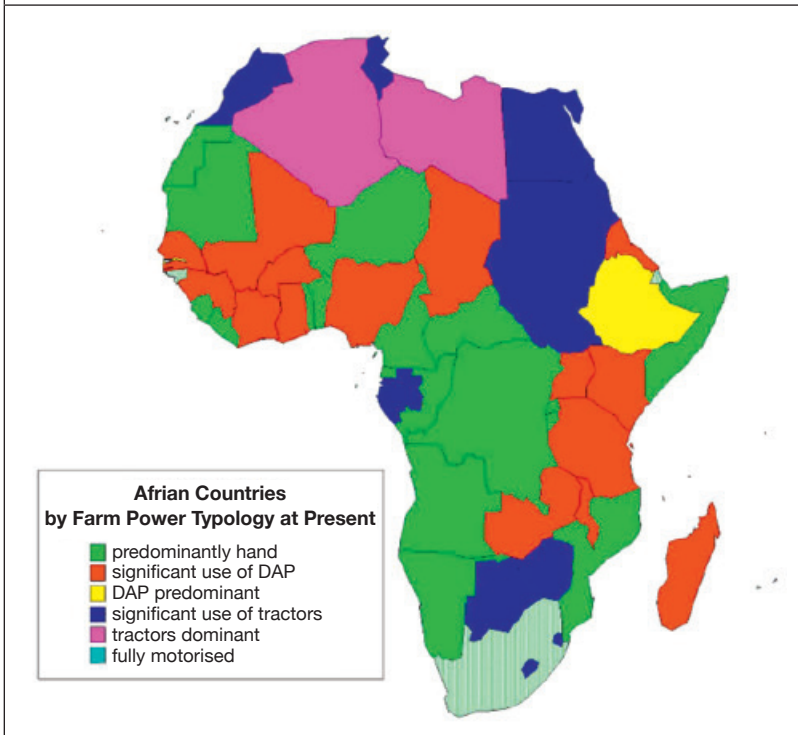 Afrian Countries
by Farm Power Typology at Present
predominantly hand
significant use of DAP
DAP predominant
significant use of tractors
tractors dominant
fully motorised